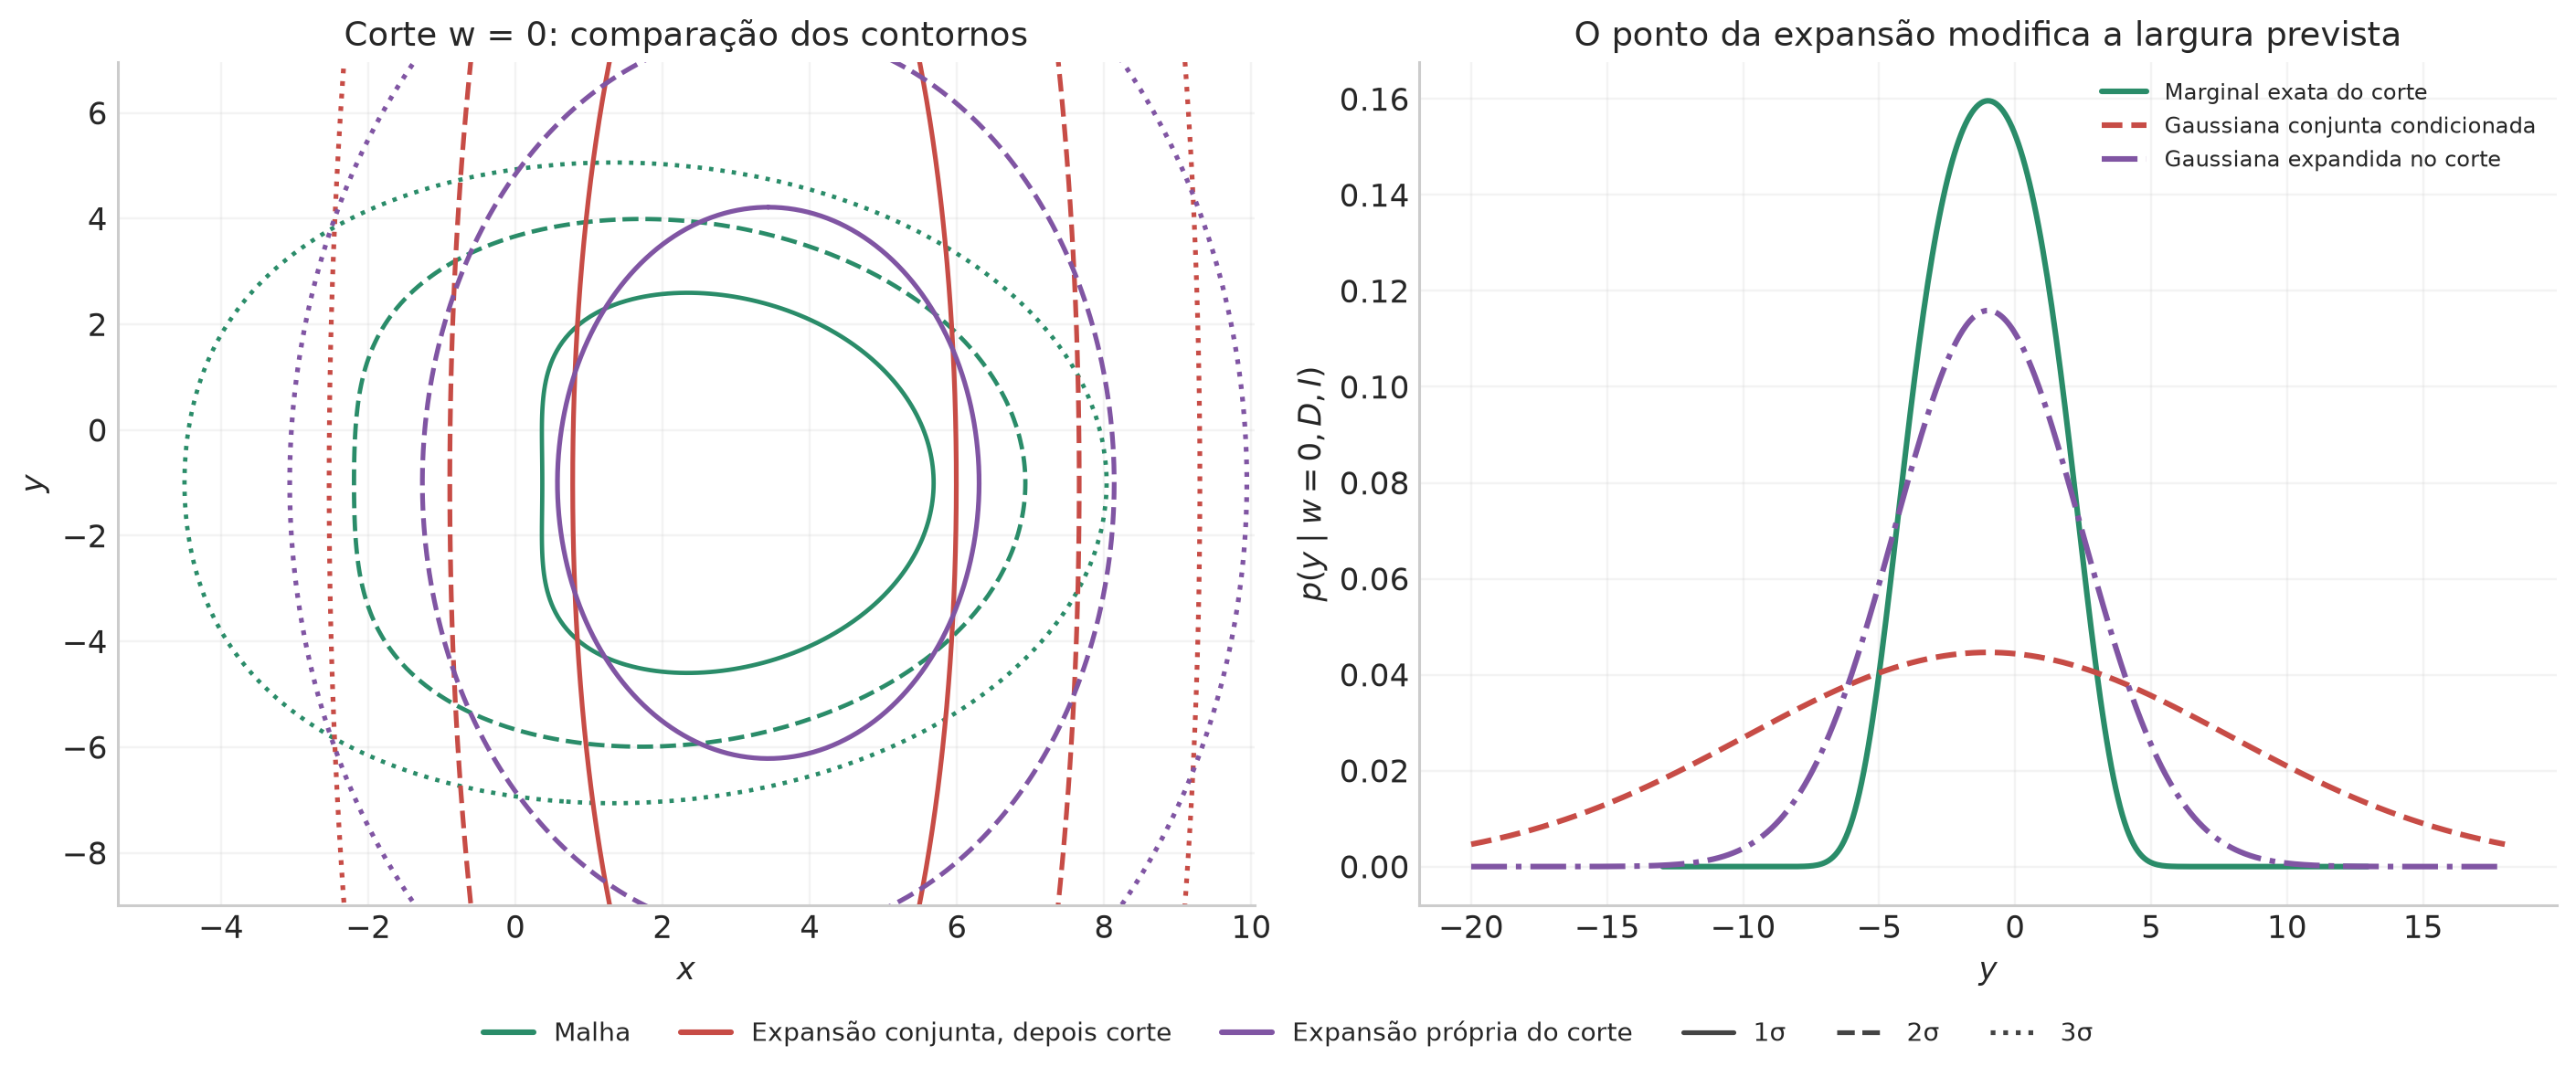 Corte w = 0: comparação dos contornos
y
6
4
2
0
−2
−4
−6
−8
−4
−2
0
2
4
6
8
10
x
O ponto da expansão modifica a largura prevista
Marginal exata do corte
Gaussiana conjunta condicionada
Gaussiana expandida no corte
p(y | w = 0, D, I)
0.16
0.14
0.12
0.10
0.08
0.06
0.04
0.02
0.00
−20
−15
−10
−5
0
5
10
15
y
Malha
Expansão conjunta, depois corte
Expansão própria do corte
1σ
2σ
3σ